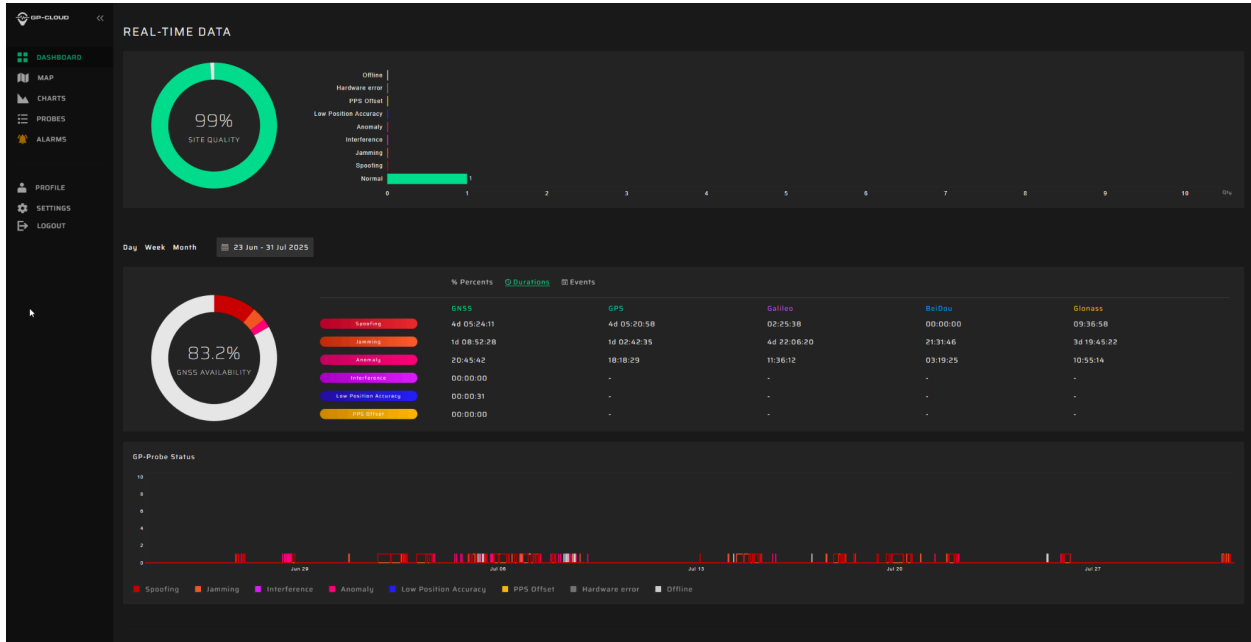 GP-CLOUD
REAL-TIME DATA
DASHBOARD
MAP
CHARTS
PROBES
ALARMS
PROFILE
SETTINGS
LOGOUT
99%
SITE QUALITY
Offline
Hardware error
PPS Offset
Low Position Accuracy
Anomaly
Interference
Jamming
Spoofing
Normal 1
0 1 2 3 4 5 6 7 8 9 10 Qty
Day Week Month 23 Jun - 31 Jul 2025
% Percents Durations Events
83.2%
GNSS AVAILABILITY
GNSS GPS Galileo BeiDou Glonass
Spoofing 4d 05:24:11 4d 05:20:58 02:25:38 00:00:00 09:36:58
Jamming 1d 08:52:28 1d 02:42:35 4d 22:06:20 21:31:46 3d 19:45:22
Anomaly 20:45:42 18:18:29 11:36:12 03:19:25 10:55:14
Interference 00:00:00 - - - -
Low Position Accuracy 00:00:31 - - - -
PPS Offset 00:00:00 - - - -
GP-Probe Status
10
8
6
4
2
0
Jun 29 Jul 06 Jul 13 Jul 20 Jul 27
Spoofing Jamming Interference Anomaly Low Position Accuracy PPS Offset Hardware error Offline